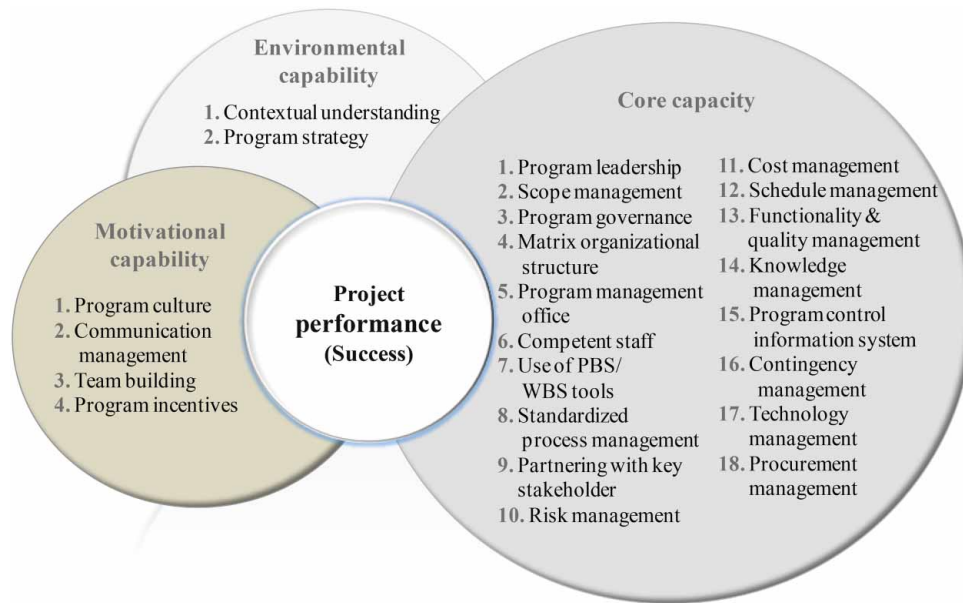 Environmental
capability
1. Contextual understanding
2. Program strategy
Motivational
capability
1. Program culture
2. Communication
management
3. Team building
4. Program incentives
Project
performance
(Success)
Core capacity
1. Program leadership
2. Scope management
3. Program governance
4. Matrix organizational
structure
5. Program management
office
6. Competent staff
7. Use of PBS/
WBS tools
8. Standardized
process management
9. Partnering with key
stakeholder
10. Risk management
11. Cost management
12. Schedule management
13. Functionality &
quality management
14. Knowledge
management
15. Program control
information system
16. Contingency
management
17. Technology
management
18. Procurement
management